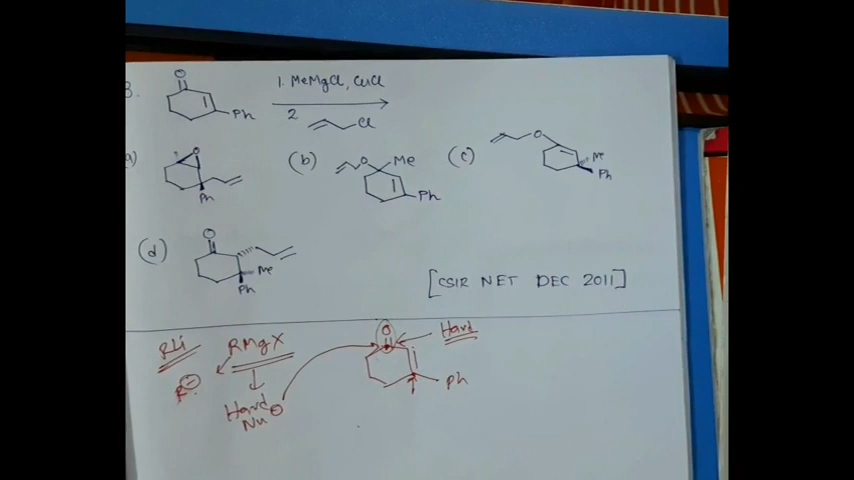 3.
O
Ph
1. MeMgCl, CuCl
2
Cl
(a)
O
Ph
(b)
O
Me
Ph
(c)
O
Me
Ph
(d)
O
Me
Ph
[CSIR NET DEC 2011]
RLi
RMgX
R⊖
Hard
Nu⊖
O
Hard
Ph